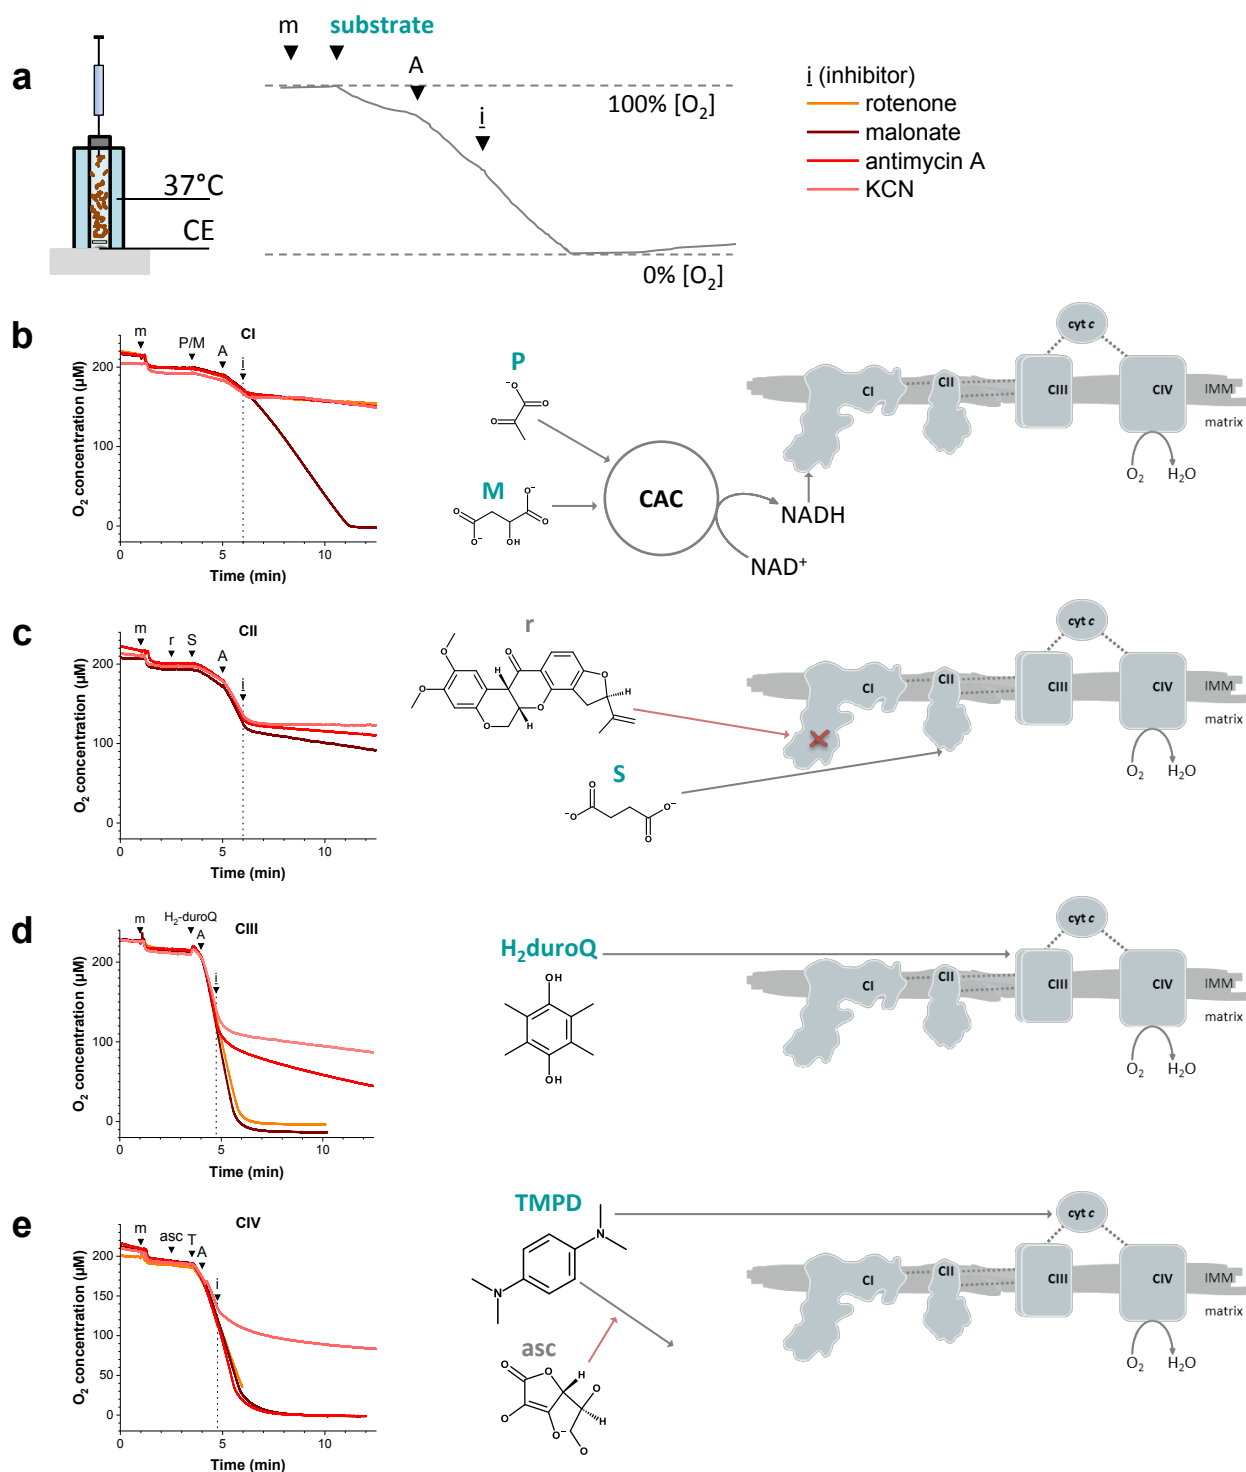 a
m
substrate
A
i
100% [O2]
0% [O2]
37°C
CE
i (inhibitor)
rotenone
malonate
antimycin A
KCN
b
CI
m
P/M
A
i
O2 concentration (µM)
200
100
0
0 5 10
Time (min)
P
⁻O
O
O
M
O⁻
O
O
O⁻
OH
CAC
NADH
NAD+
CI
CII
CIII
cyt c
CIV
IMM
matrix
O2
H2O
c
CII
m
r
S
A
i
O2 concentration (µM)
200
100
0
0 5 10
Time (min)
r
O
O
O
O
O
O
H
H
H
S
O
⁻O
O⁻
O
CI
CII
CIII
cyt c
CIV
IMM
matrix
O2
H2O
d
CIII
m
H2-duroQ
A
i
O2 concentration (µM)
200
100
0
0 5 10
Time (min)
H2duroQ
OH
OH
CI
CII
CIII
cyt c
CIV
IMM
matrix
O2
H2O
e
CIV
m
asc
T
A
i
O2 concentration (µM)
200
150
100
50
0
0 5 10
Time (min)
TMPD
N
N
asc
O
O
H
O
O
H
O⁻
O
CI
CII
CIII
cyt c
CIV
IMM
matrix
O2
H2O